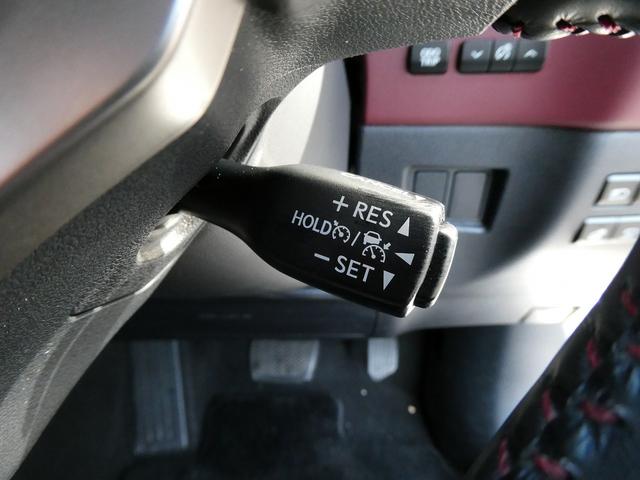 ODO
TRIP
+ RES
HOLD /
− SET